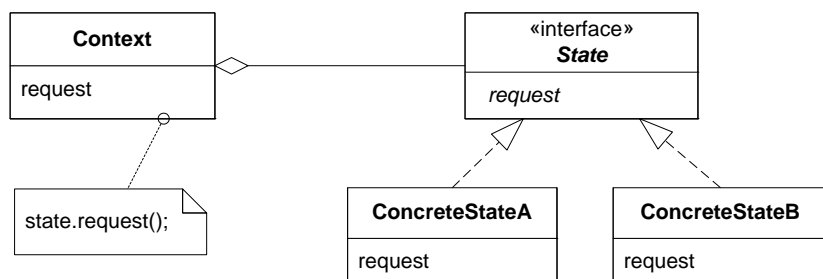 Context
request
«interface»
State
request
state.request();
ConcreteStateA
request
ConcreteStateB
request